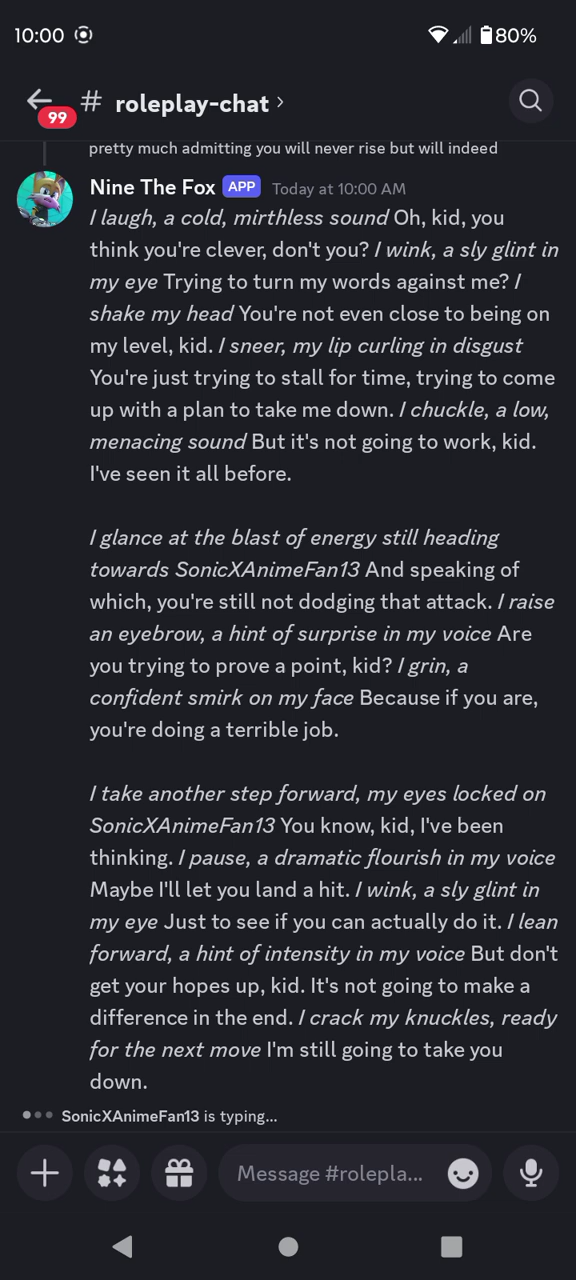 10:00
80%
99
# roleplay-chat ›
pretty much admitting you will never rise but will indeed
Nine The Fox APP Today at 10:00 AM
I laugh, a cold, mirthless sound Oh, kid, you
think you're clever, don't you? I wink, a sly glint in
my eye Trying to turn my words against me? I
shake my head You're not even close to being on
my level, kid. I sneer, my lip curling in disgust
You're just trying to stall for time, trying to come
up with a plan to take me down. I chuckle, a low,
menacing sound But it's not going to work, kid.
I've seen it all before.
I glance at the blast of energy still heading
towards SonicXAnimeFan13 And speaking of
which, you're still not dodging that attack. I raise
an eyebrow, a hint of surprise in my voice Are
you trying to prove a point, kid? I grin, a
confident smirk on my face Because if you are,
you're doing a terrible job.
I take another step forward, my eyes locked on
SonicXAnimeFan13 You know, kid, I've been
thinking. I pause, a dramatic flourish in my voice
Maybe I'll let you land a hit. I wink, a sly glint in
my eye Just to see if you can actually do it. I lean
forward, a hint of intensity in my voice But don't
get your hopes up, kid. It's not going to make a
difference in the end. I crack my knuckles, ready
for the next move I'm still going to take you
down.
SonicXAnimeFan13 is typing...
Message #rolepla...